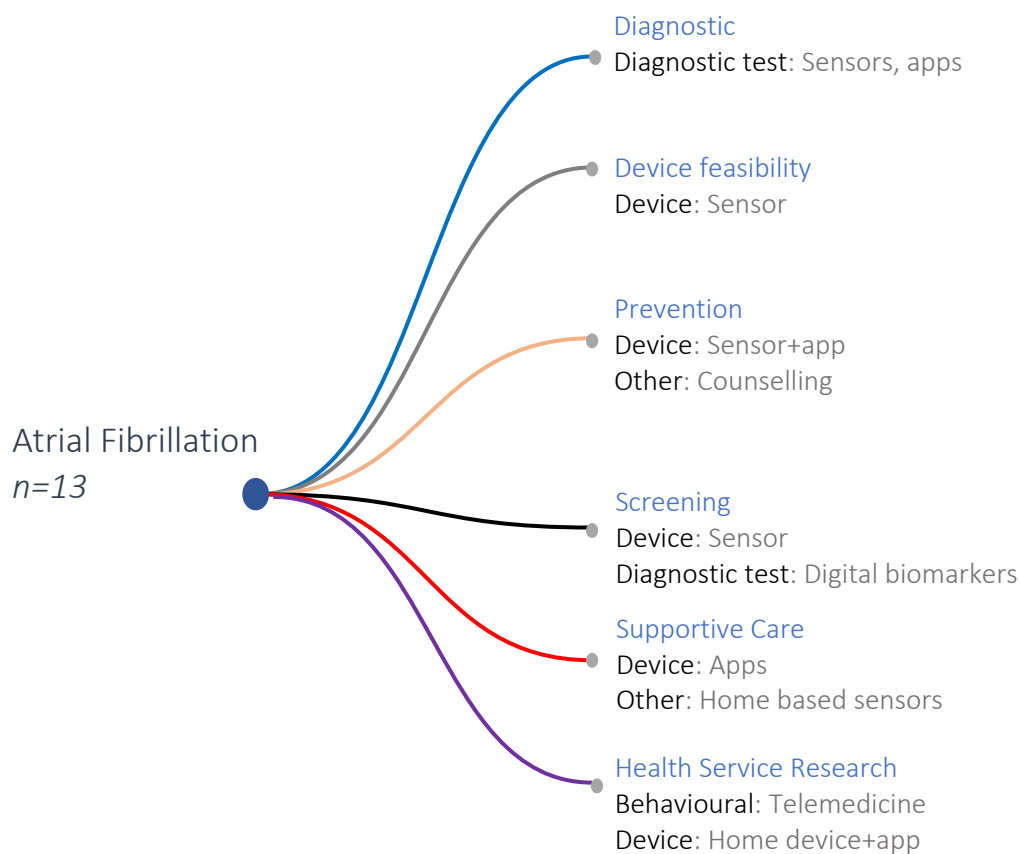 Diagnostic
Diagnostic test: Sensors, apps
Device feasibility
Device: Sensor
Prevention
Device: Sensor+app
Other: Counselling
Atrial Fibrillation
n=13
Screening
Device: Sensor
Diagnostic test: Digital biomarkers
Supportive Care
Device: Apps
Other: Home based sensors
Health Service Research
Behavioural: Telemedicine
Device: Home device+app